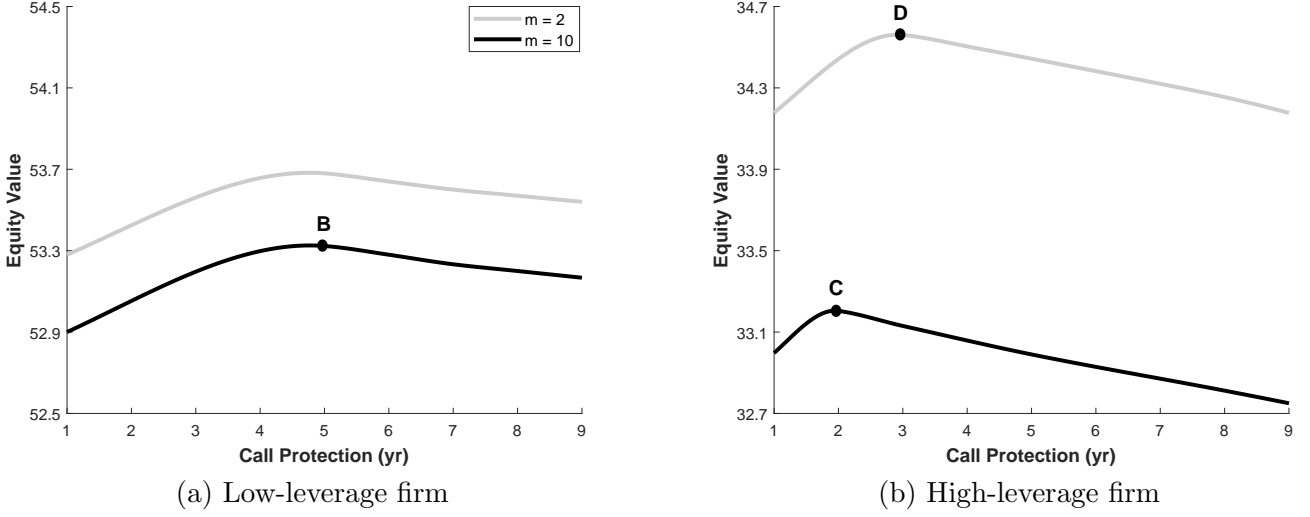 54.5
54.1
53.7
53.3
52.9
52.5
Equity Value
m = 2
m = 10
B
1 2 3 4 5 6 7 8 9
Call Protection (yr)
(a) Low-leverage firm
34.7
34.3
33.9
33.5
33.1
32.7
Equity Value
D
C
1 2 3 4 5 6 7 8 9
Call Protection (yr)
(b) High-leverage firm